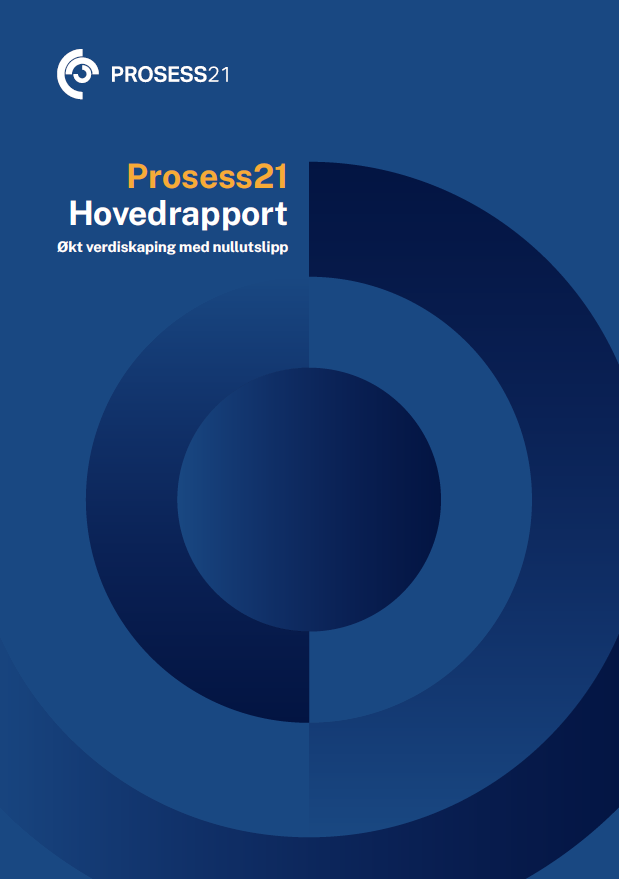 PROSESS21
Prosess21
Hovedrapport
Økt verdiskaping med nullutslipp